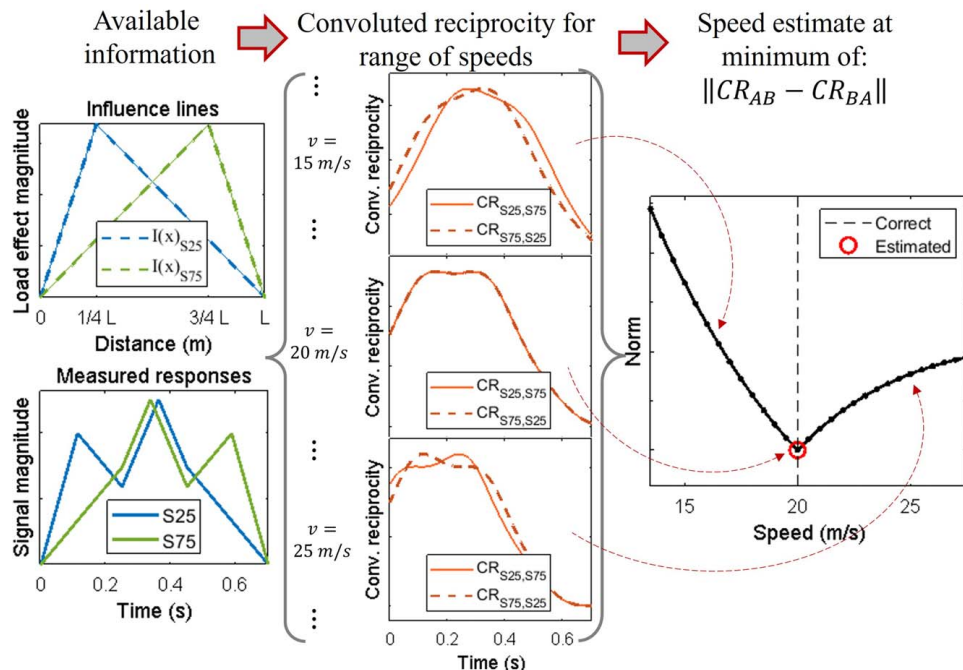 Available
information
Convoluted reciprocity for
range of speeds
Speed estimate at
minimum of:
‖CR_AB − CR_BA‖
Influence lines
Load effect magnitude
I(x)_S25
I(x)_S75
0 1/4 L 3/4 L L
Distance (m)
Measured responses
Signal magnitude
S25
S75
0 0.2 0.4 0.6
Time (s)
⋮
v =
15 m/s
⋮
v =
20 m/s
⋮
v =
25 m/s
⋮
Conv. reciprocity
CR_S25,S75
CR_S75,S25
Conv. reciprocity
CR_S25,S75
CR_S75,S25
Conv. reciprocity
CR_S25,S75
CR_S75,S25
0 0.2 0.4 0.6
Time (s)
Norm
Correct
Estimated
15 20 25
Speed (m/s)